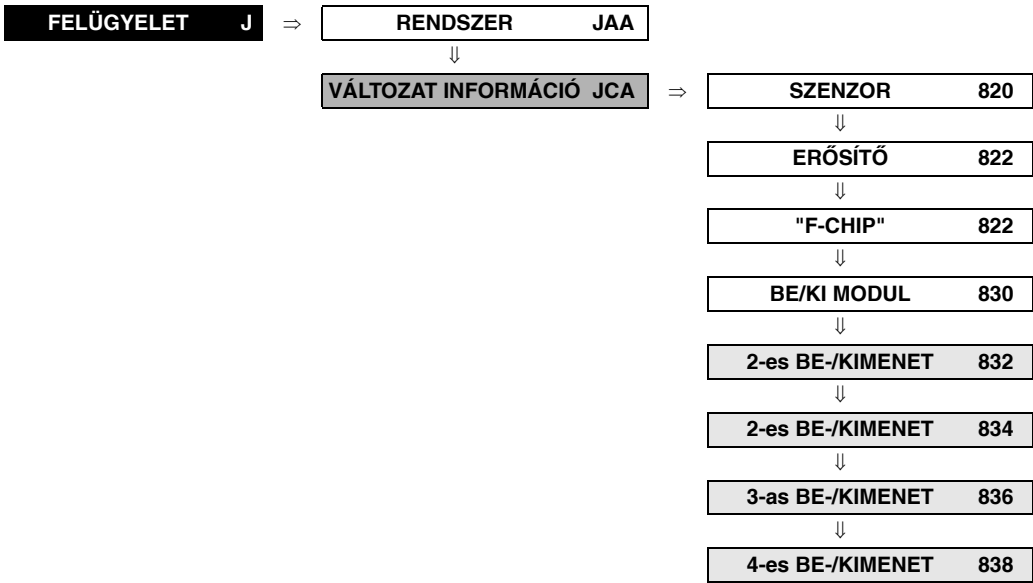 FELÜGYELET J ⇒ RENDSZER JAA
⇓
VÁLTOZAT INFORMÁCIÓ JCA ⇒ SZENZOR 820
⇓
ERŐSÍTŐ 822
⇓
"F-CHIP" 822
⇓
BE/KI MODUL 830
⇓
2-es BE-/KIMENET 832
⇓
2-es BE-/KIMENET 834
⇓
3-as BE-/KIMENET 836
⇓
4-es BE-/KIMENET 838